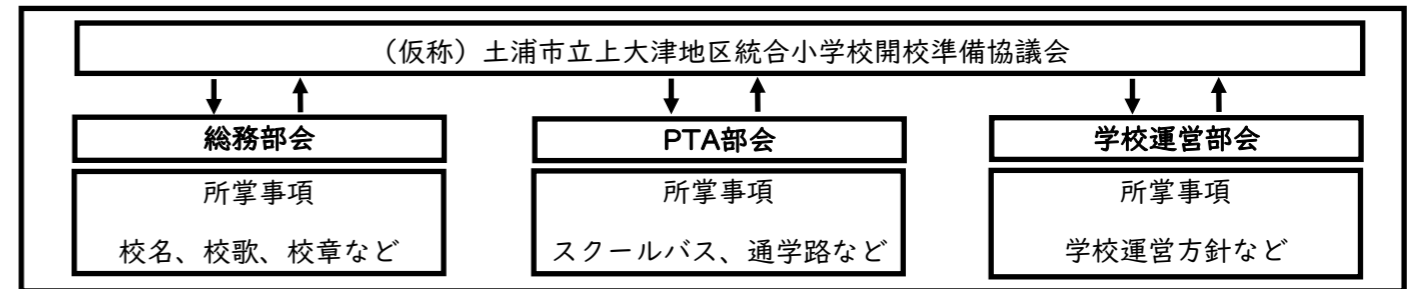 （仮称）土浦市立上大津地区統合小学校開校準備協議会
総務部会
所掌事項
校名、校歌、校章など
PTA部会
所掌事項
スクールバス、通学路など
学校運営部会
所掌事項
学校運営方針など